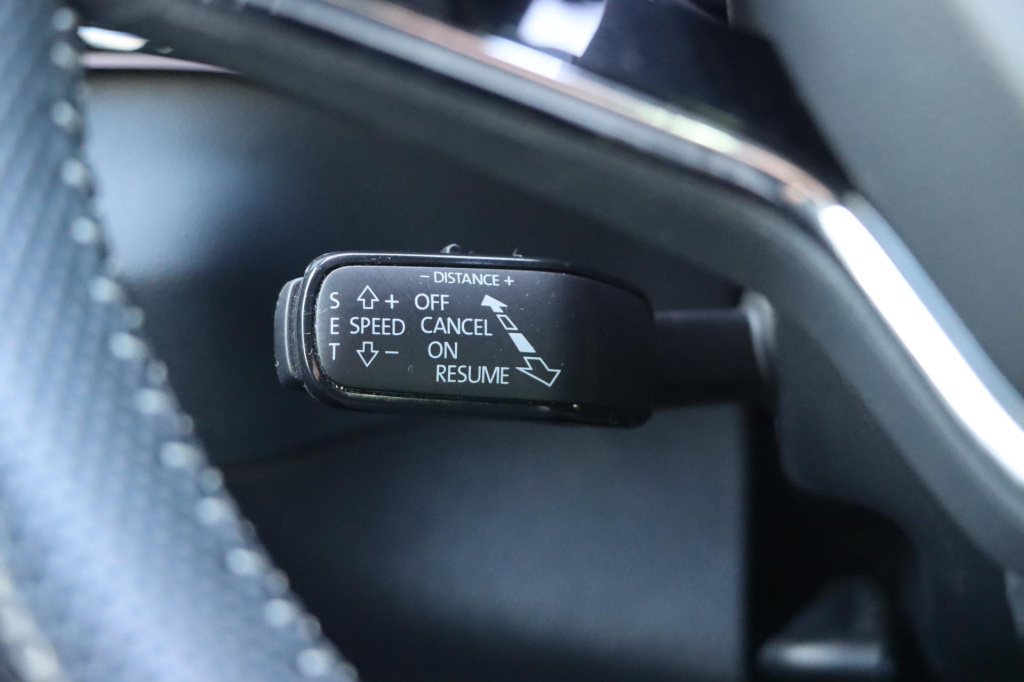 – DISTANCE +
S + OFF
E SPEED CANCEL
T – ON
RESUME